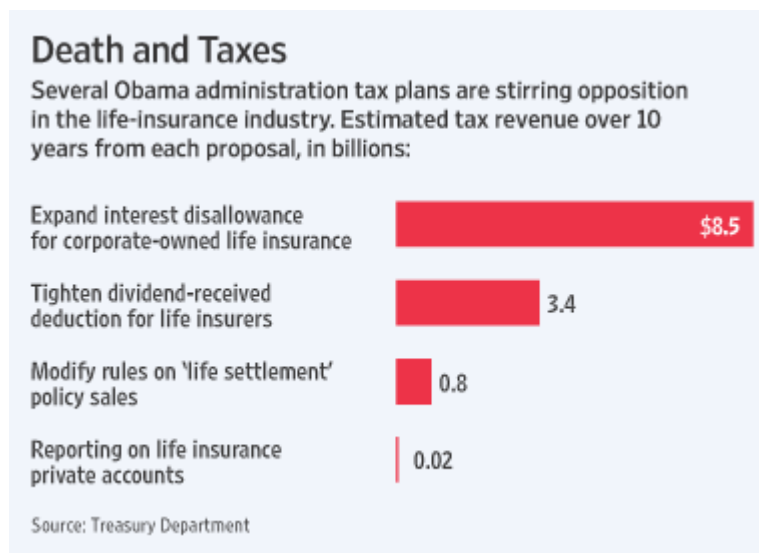 Death and Taxes
Several Obama administration tax plans are stirring opposition
in the life-insurance industry. Estimated tax revenue over 10
years from each proposal, in billions:
Expand interest disallowance
for corporate-owned life insurance
$8.5
Tighten dividend-received
deduction for life insurers
3.4
Modify rules on ‘life settlement’
policy sales
0.8
Reporting on life insurance
private accounts
0.02
Source: Treasury Department